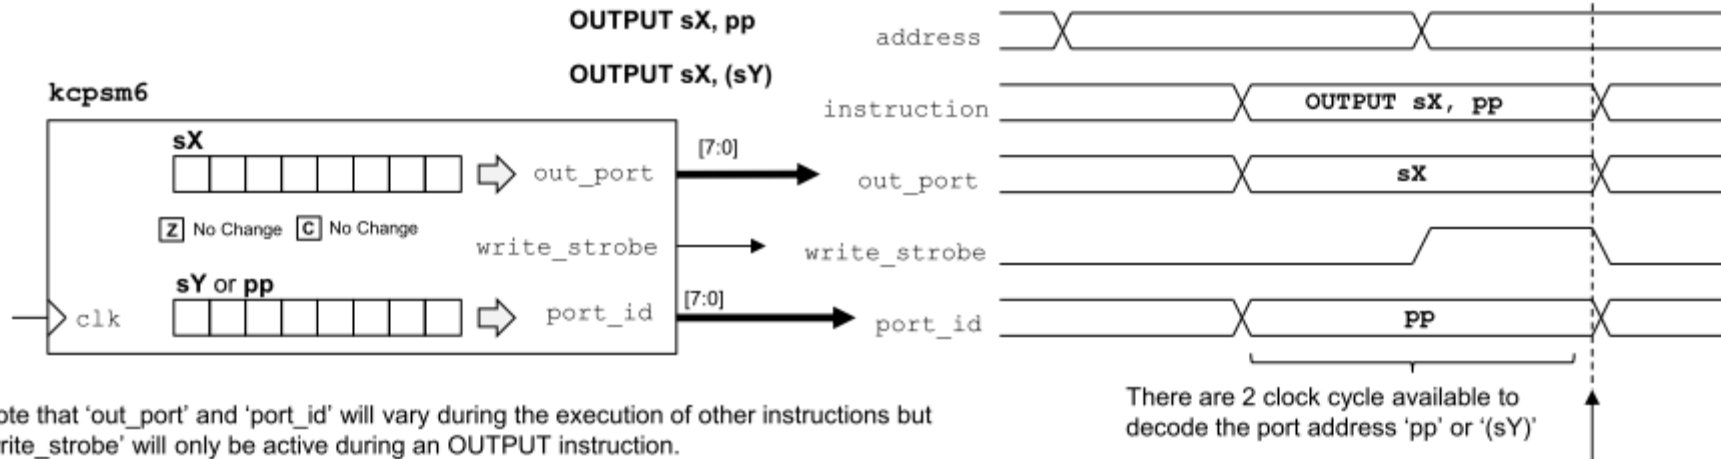 OUTPUT sX, pp
OUTPUT sX, (sY)
kcpsm6
sX
out_port
[7:0]
Z No Change C No Change
write_strobe
sY or pp
clk
port_id
[7:0]
address
instruction OUTPUT sX, pp
out_port sX
write_strobe
port_id pp
There are 2 clock cycle available to
decode the port address ‘pp’ or ‘(sY)’
ote that ‘out_port’ and ‘port_id’ will vary during the execution of other instructions but
rite_strobe’ will only be active during an OUTPUT instruction.